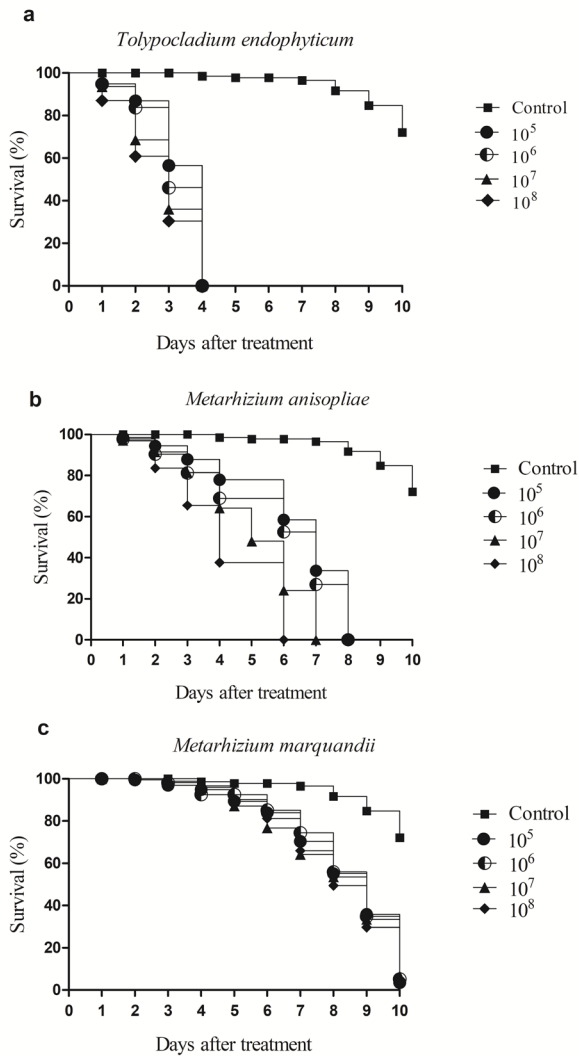 a
Tolypocladium endophyticum
100
80
60
40
20
0
Survival (%)
0 1 2 3 4 5 6 7 8 9 10
Days after treatment
Control
10⁵
10⁶
10⁷
10⁸
b
Metarhizium anisopliae
100
80
60
40
20
0
Survival (%)
0 1 2 3 4 5 6 7 8 9 10
Days after treatment
Control
10⁵
10⁶
10⁷
10⁸
c
Metarhizium marquandii
100
80
60
40
20
0
Survival (%)
0 1 2 3 4 5 6 7 8 9 10
Days after treatment
Control
10⁵
10⁶
10⁷
10⁸